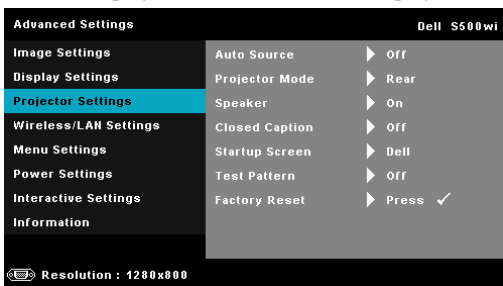 Advanced Settings Dell S500wi
Image Settings Auto Source Off
Display Settings Projector Mode Rear
Projector Settings Speaker On
Wireless/LAN Settings Closed Caption Off
Menu Settings Startup Screen Dell
Power Settings Test Pattern Off
Interactive Settings Factory Reset Press ✓
Information
Resolution : 1280x800